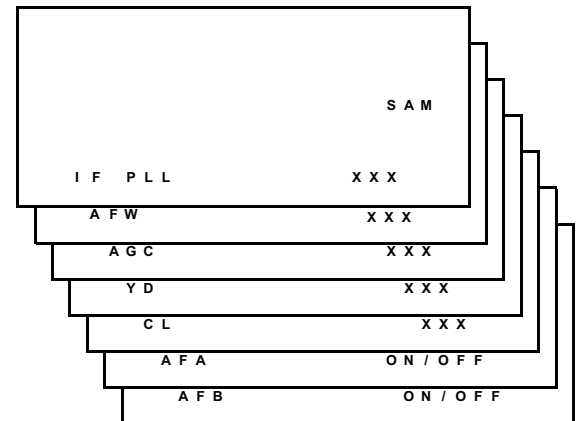 SAM
IF PLL XXX
AFW XXX
AGC XXX
YD XXX
CL XXX
AFA ON/OFF
AFB ON/OFF